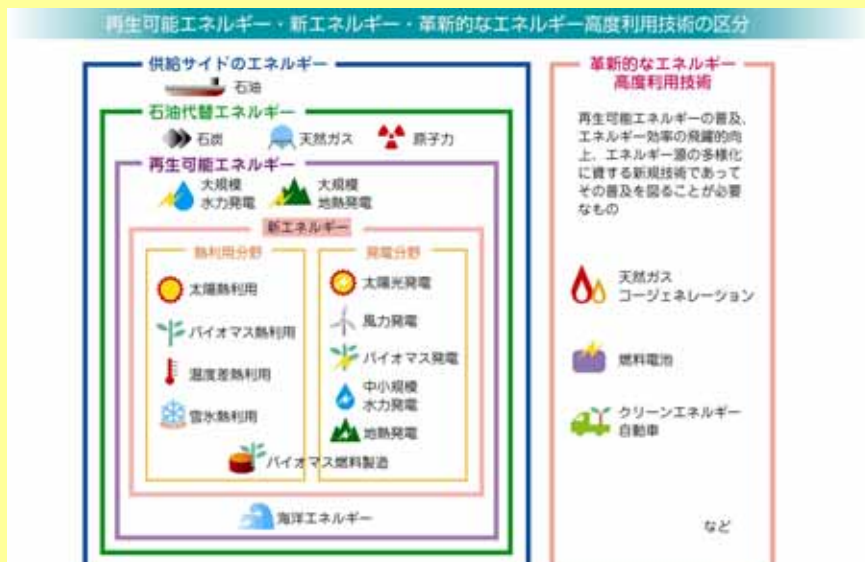 再生可能エネルギー・新エネルギー・革新的なエネルギー高度利用技術の区分
供給サイドのエネルギー
石油
石油代替エネルギー
石炭
天然ガス
原子力
再生可能エネルギー
大規模
水力発電
大規模
地熱発電
新エネルギー
熱利用分野
太陽熱利用
バイオマス熱利用
温度差熱利用
雪氷熱利用
発電分野
太陽光発電
風力発電
バイオマス発電
中小規模
水力発電
地熱発電
バイオマス燃料製造
海洋エネルギー
革新的なエネルギー
高度利用技術
再生可能エネルギーの普及、
エネルギー効率の飛躍的向
上、エネルギー源の多様化
に資する新規技術であって
その普及を図ることが必要
なもの
天然ガス
コージェネレーション
燃料電池
クリーンエネルギー
自動車
など